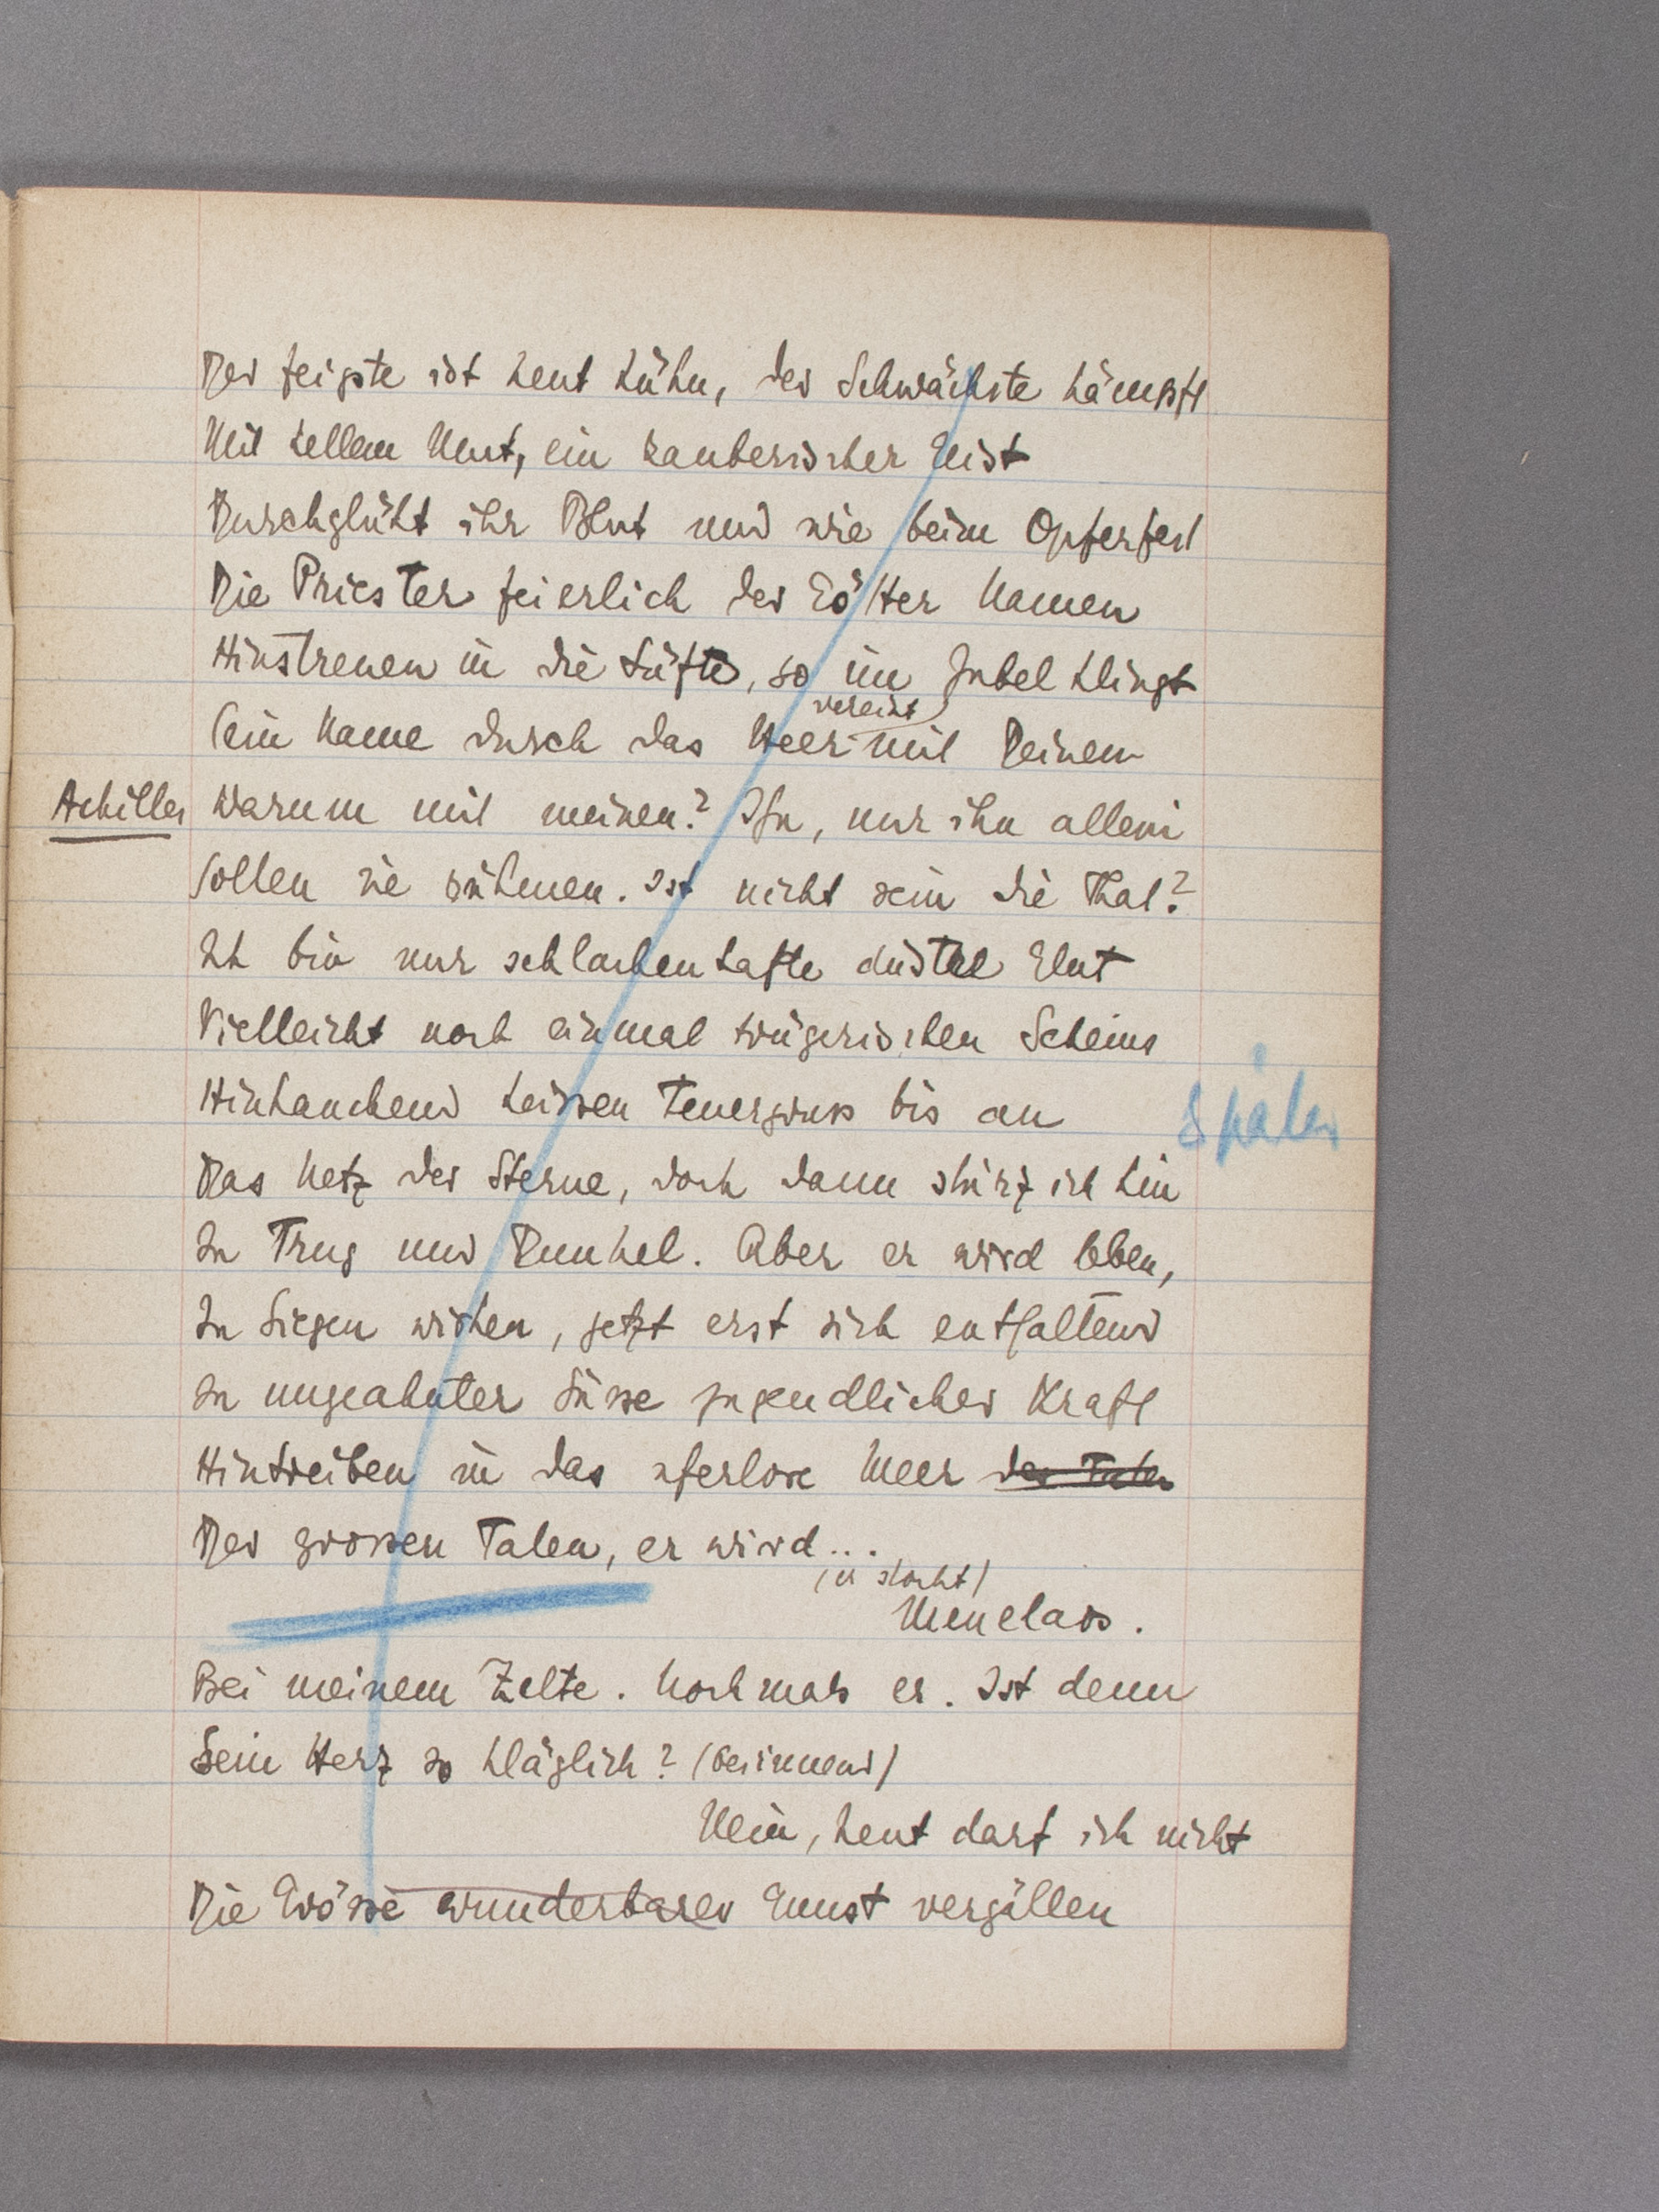 Der feigste ist heut kühn, der Schwächste kämpft
Mit hellem Mut, ein zauberischer Geist
Durchglüht ihr Blut und wie beim Opferfest
Die Priester feierlich der Götter Namen
Hinstreuen in die Lüfte, so im Jubel klingt
vereint
Sein Name durch das Heer mit Deinem
Achilles Warum mit meinen? Ihn, nur ihn allein
Sollen sie rühmen. Ist nicht sein die That?
Ich bin nur schlackenhafte düstre Glut
Vielleicht noch einmal trügerischen Scheins
Hinhauchend heissen Feuergruss bis an
Später
Das Netz der Sterne, doch dann stürz ich hin
In Trug und Dunkel. Aber er wird leben,
In Siegen wirken, jetzt erst sich entfaltend
In ungeahnter Süsse jugendlicher Kraft
Hintreiben in das uferlose Meer der Taten
Der grossen Taten, er wird...
(er stockt)
Menelaos.
Bei meinem Zelte. Nochmals er. Ist denn
Sein Herz so kläglich? (besinnend)
Nein, heut darf ich nicht
Die Grösse wunderbarer Gunst vergällen